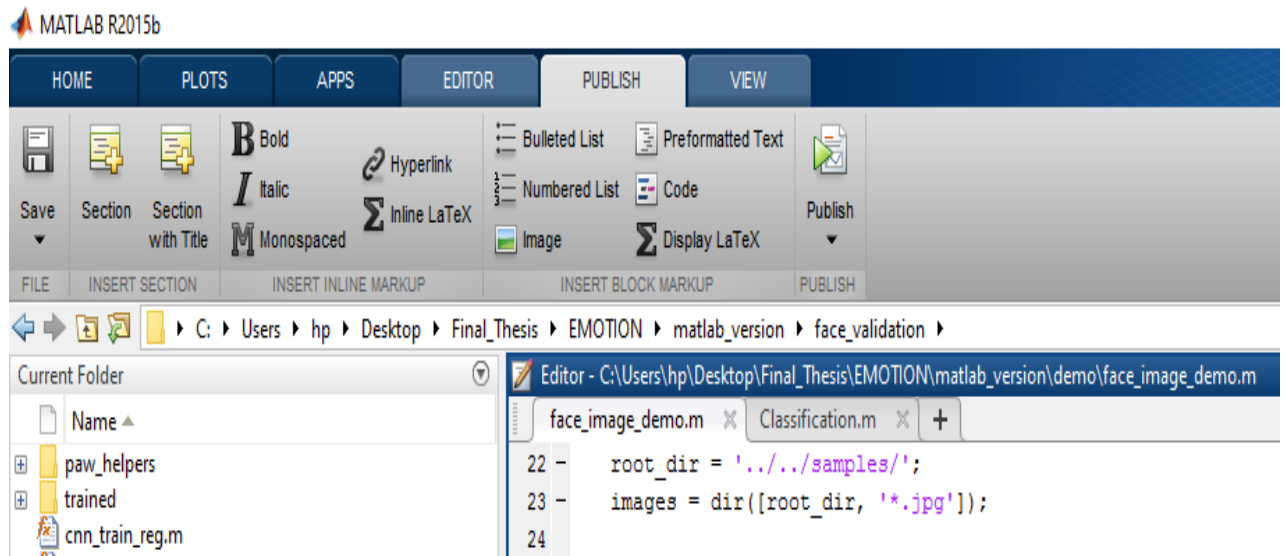 MATLAB R2015b
HOME PLOTS APPS EDITOR PUBLISH VIEW
Save
Section
Section with Title
Bold
Italic
Monospaced
Hyperlink
Inline LaTeX
Bulleted List
Numbered List
Image
Preformatted Text
Code
Display LaTeX
Publish
FILE INSERT SECTION INSERT INLINE MARKUP INSERT BLOCK MARKUP PUBLISH
C: Users hp Desktop Final_Thesis EMOTION matlab_version face_validation
Current Folder
Name
paw_helpers
trained
cnn_train_reg.m
Editor - C:\Users\hp\Desktop\Final_Thesis\EMOTION\matlab_version\demo\face_image_demo.m
face_image_demo.m Classification.m +
22 - root_dir = '../../samples/';
23 - images = dir([root_dir, '*.jpg']);
24